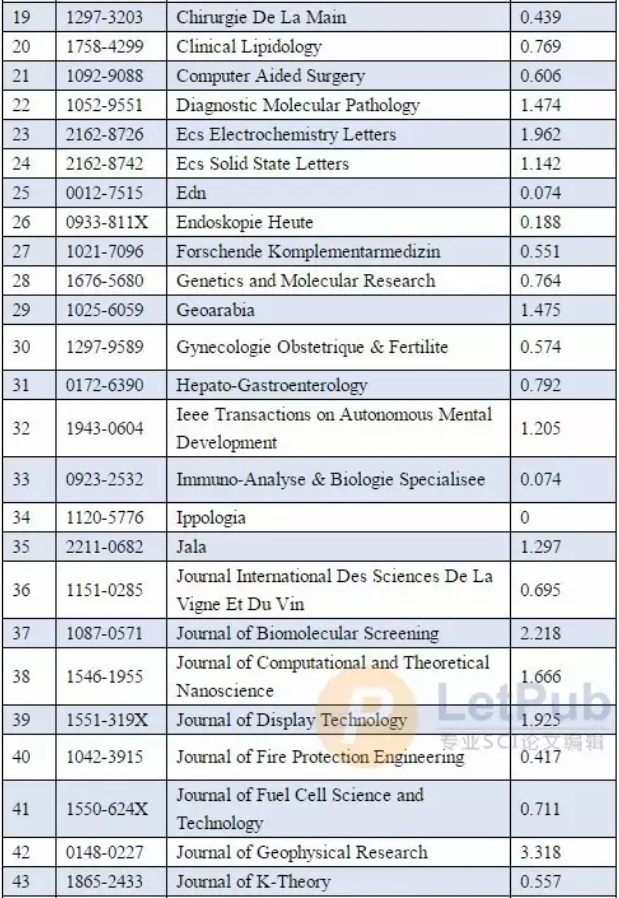 19 1297-3203 Chirurgie De La Main 0.439
20 1758-4299 Clinical Lipidology 0.769
21 1092-9088 Computer Aided Surgery 0.606
22 1052-9551 Diagnostic Molecular Pathology 1.474
23 2162-8726 Ecs Electrochemistry Letters 1.962
24 2162-8742 Ecs Solid State Letters 1.142
25 0012-7515 Edn 0.074
26 0933-811X Endoskopie Heute 0.188
27 1021-7096 Forschende Komplementarmedizin 0.551
28 1676-5680 Genetics and Molecular Research 0.764
29 1025-6059 Geoarabia 1.475
30 1297-9589 Gynecologie Obstetrique & Fertilite 0.574
31 0172-6390 Hepato-Gastroenterology 0.792
32 1943-0604 Ieee Transactions on Autonomous Mental
Development 1.205
33 0923-2532 Immuno-Analyse & Biologie Specialisee 0.074
34 1120-5776 Ippologia 0
35 2211-0682 Jala 1.297
36 1151-0285 Journal International Des Sciences De La
Vigne Et Du Vin 0.695
37 1087-0571 Journal of Biomolecular Screening 2.218
38 1546-1955 Journal of Computational and Theoretical
Nanoscience 1.666
39 1551-319X Journal of Display Technology 1.925
40 1042-3915 Journal of Fire Protection Engineering 0.417
41 1550-624X Journal of Fuel Cell Science and
Technology 0.711
42 0148-0227 Journal of Geophysical Research 3.318
43 1865-2433 Journal of K-Theory 0.557
LetPub
专业SCI论文编辑